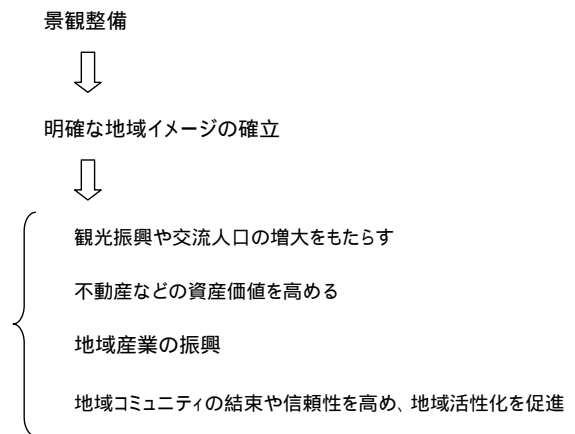 景観整備
明確な地域イメージの確立
観光振興や交流人口の増大をもたらす
不動産などの資産価値を高める
地域産業の振興
地域コミュニティの結束や信頼性を高め、地域活性化を促進